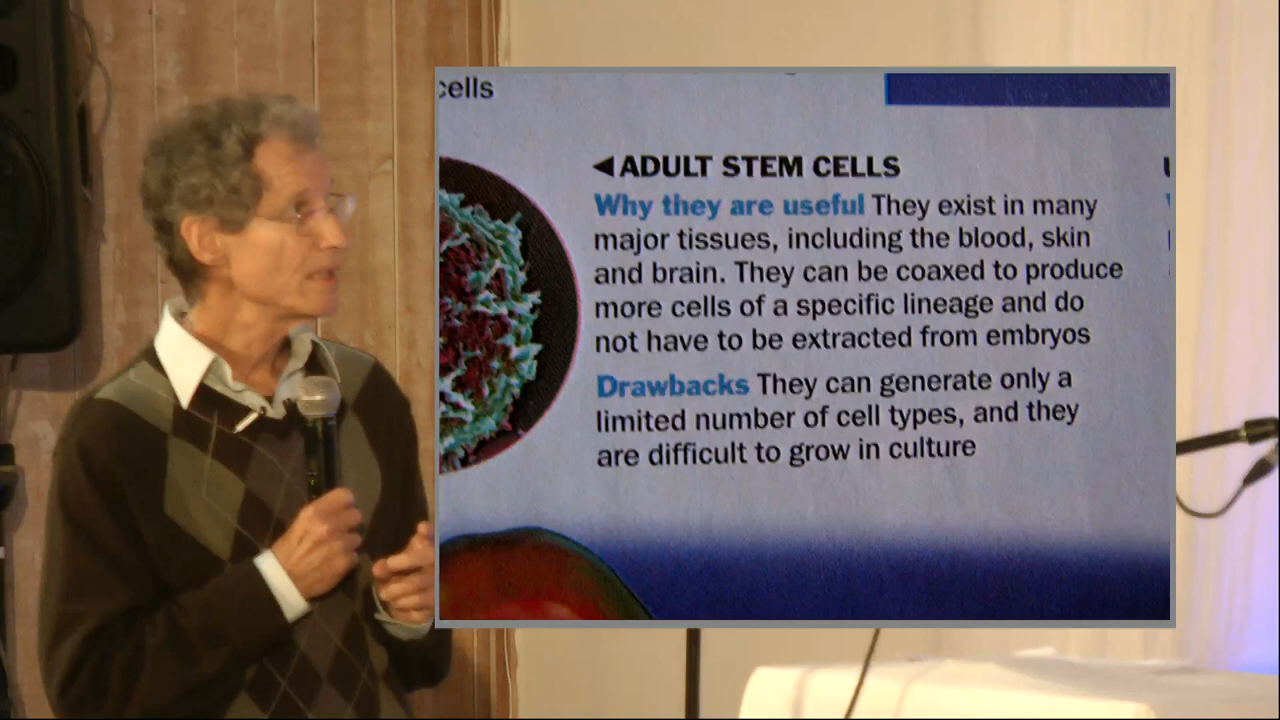 cells
◀ADULT STEM CELLS
Why they are useful They exist in many
major tissues, including the blood, skin
and brain. They can be coaxed to produce
more cells of a specific lineage and do
not have to be extracted from embryos
Drawbacks They can generate only a
limited number of cell types, and they
are difficult to grow in culture